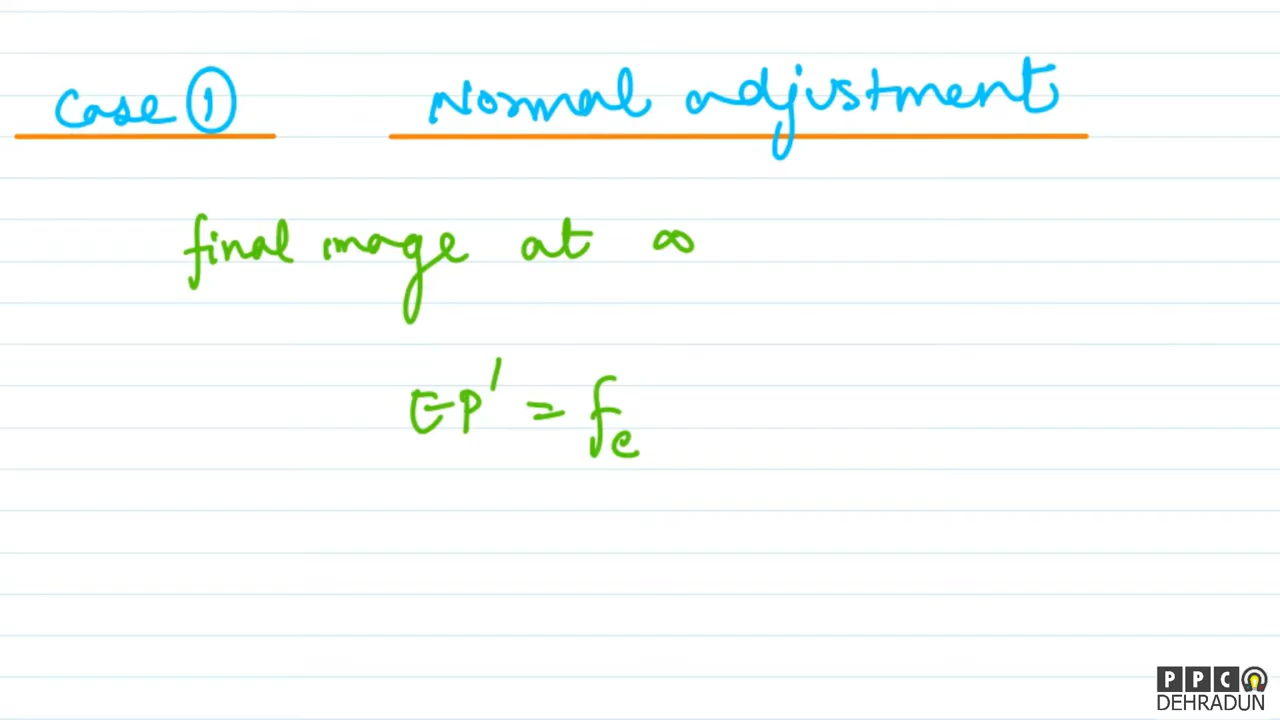 Case ① Normal adjustment
final image at ∞
EP' = fe
PPC
DEHRADUN